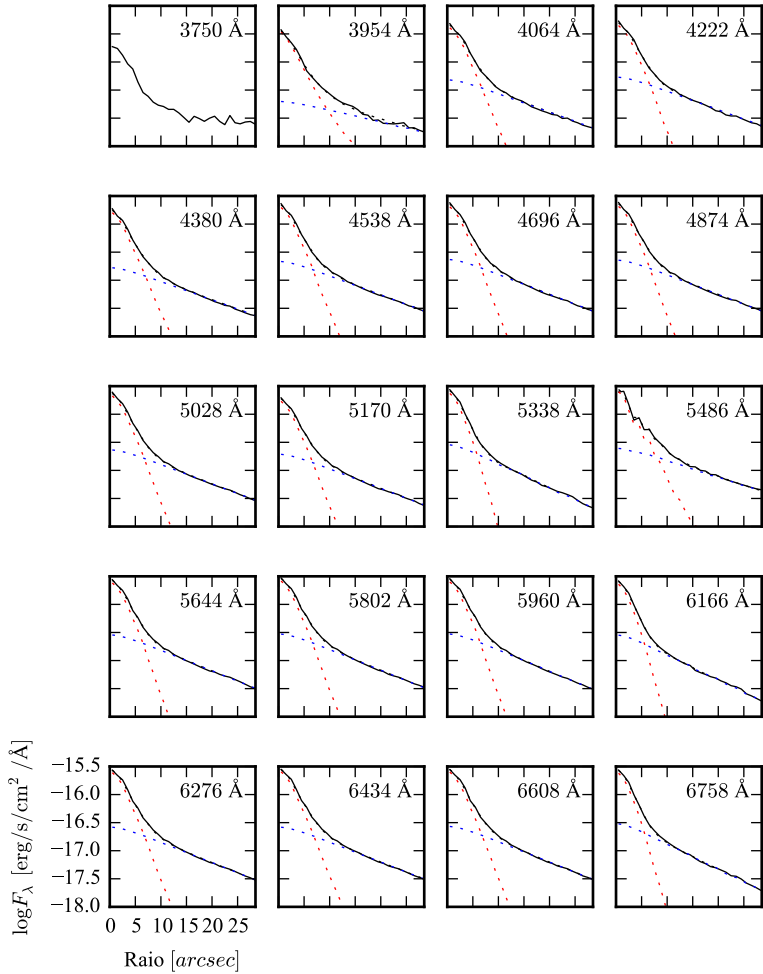 3750 Å 3954 Å 4064 Å 4222 Å
4380 Å 4538 Å 4696 Å 4874 Å
5028 Å 5170 Å 5338 Å 5486 Å
5644 Å 5802 Å 5960 Å 6166 Å
6276 Å 6434 Å 6608 Å 6758 Å
−15.5
−16.0
−16.5
−17.0
−17.5
−18.0
logFλ [erg/s/cm² /Å]
0 5 10 15 20 25
Raio [arcsec]